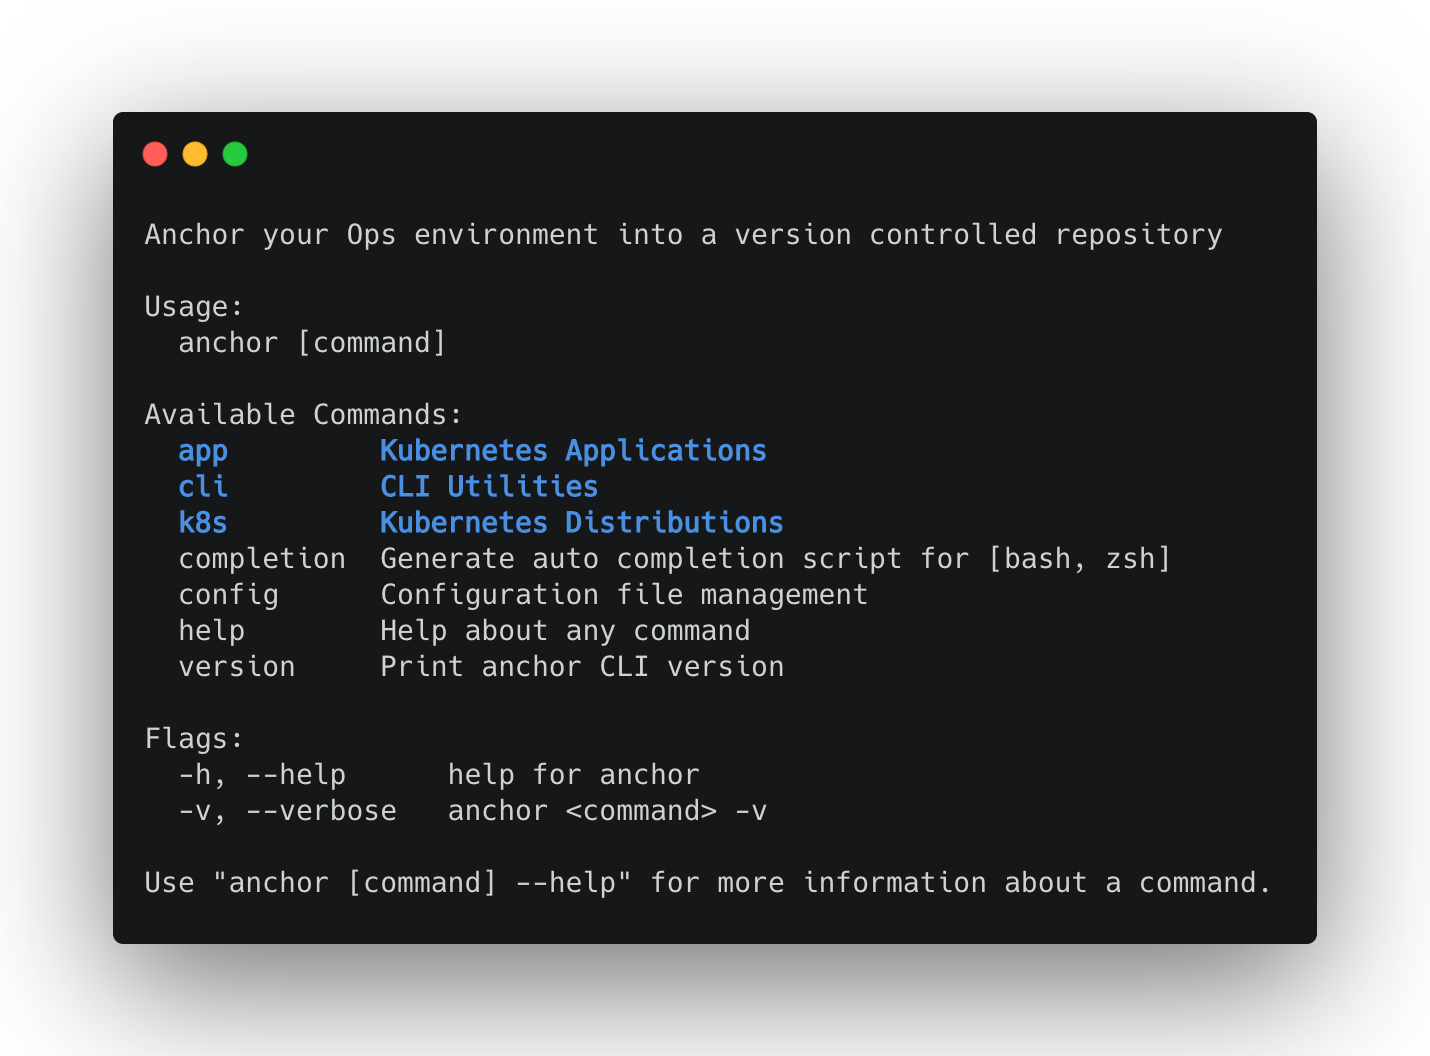 Anchor your Ops environment into a version controlled repository
Usage:
anchor [command]
Available Commands:
app Kubernetes Applications
cli CLI Utilities
k8s Kubernetes Distributions
completion Generate auto completion script for [bash, zsh]
config Configuration file management
help Help about any command
version Print anchor CLI version
Flags:
-h, --help help for anchor
-v, --verbose anchor <command> -v
Use "anchor [command] --help" for more information about a command.